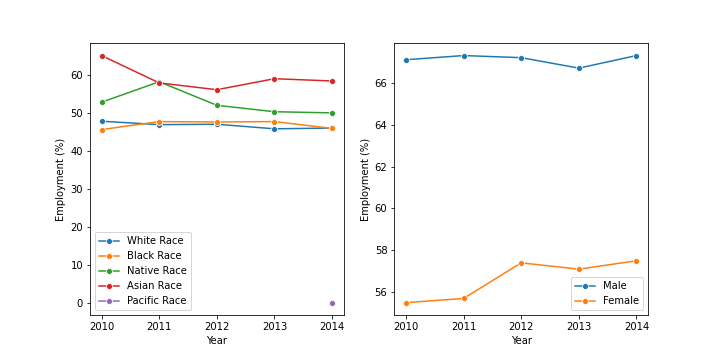 Employment (%)
60
50
40
30
20
10
0
White Race
Black Race
Native Race
Asian Race
Pacific Race
2010 2011 2012 2013 2014
Year
Employment (%)
66
64
62
60
58
56
Male
Female
2010 2011 2012 2013 2014
Year